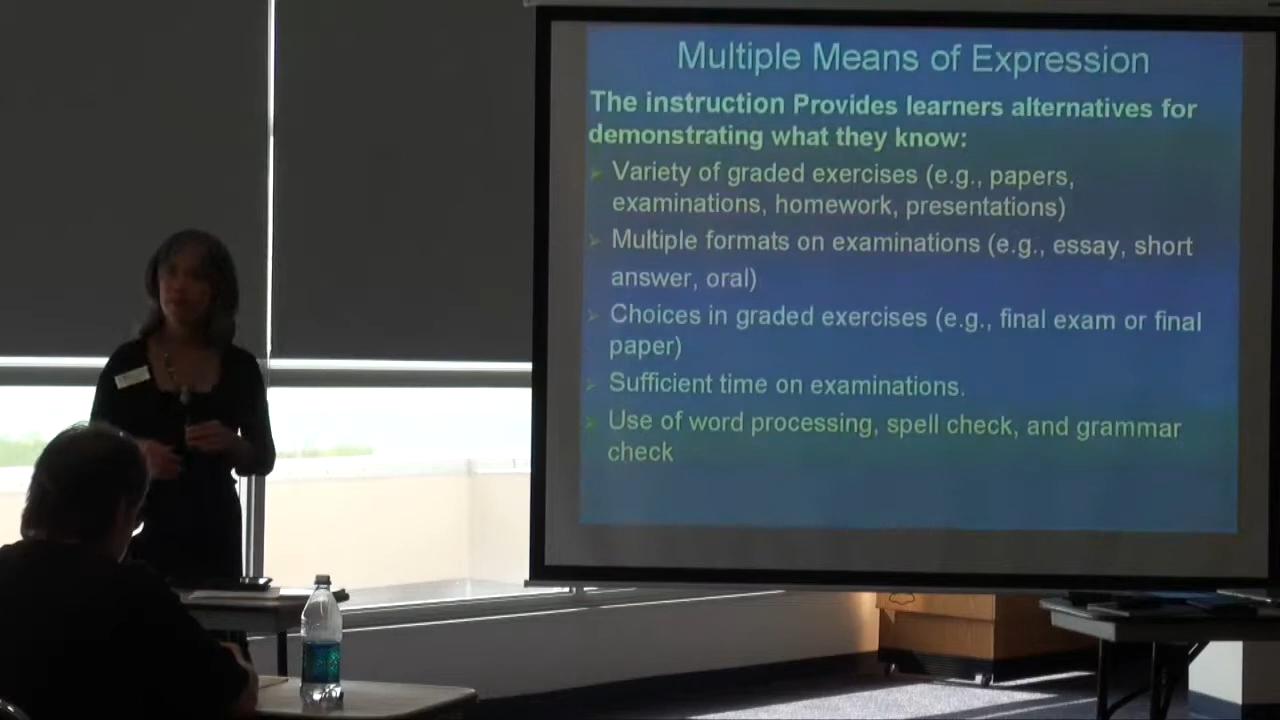 Multiple Means of Expression
The instruction Provides learners alternatives for
demonstrating what they know:
Variety of graded exercises (e.g., papers,
examinations, homework, presentations)
Multiple formats on examinations (e.g., essay, short
answer, oral)
Choices in graded exercises (e.g., final exam or final
paper)
Sufficient time on examinations.
Use of word processing, spell check, and grammar
check